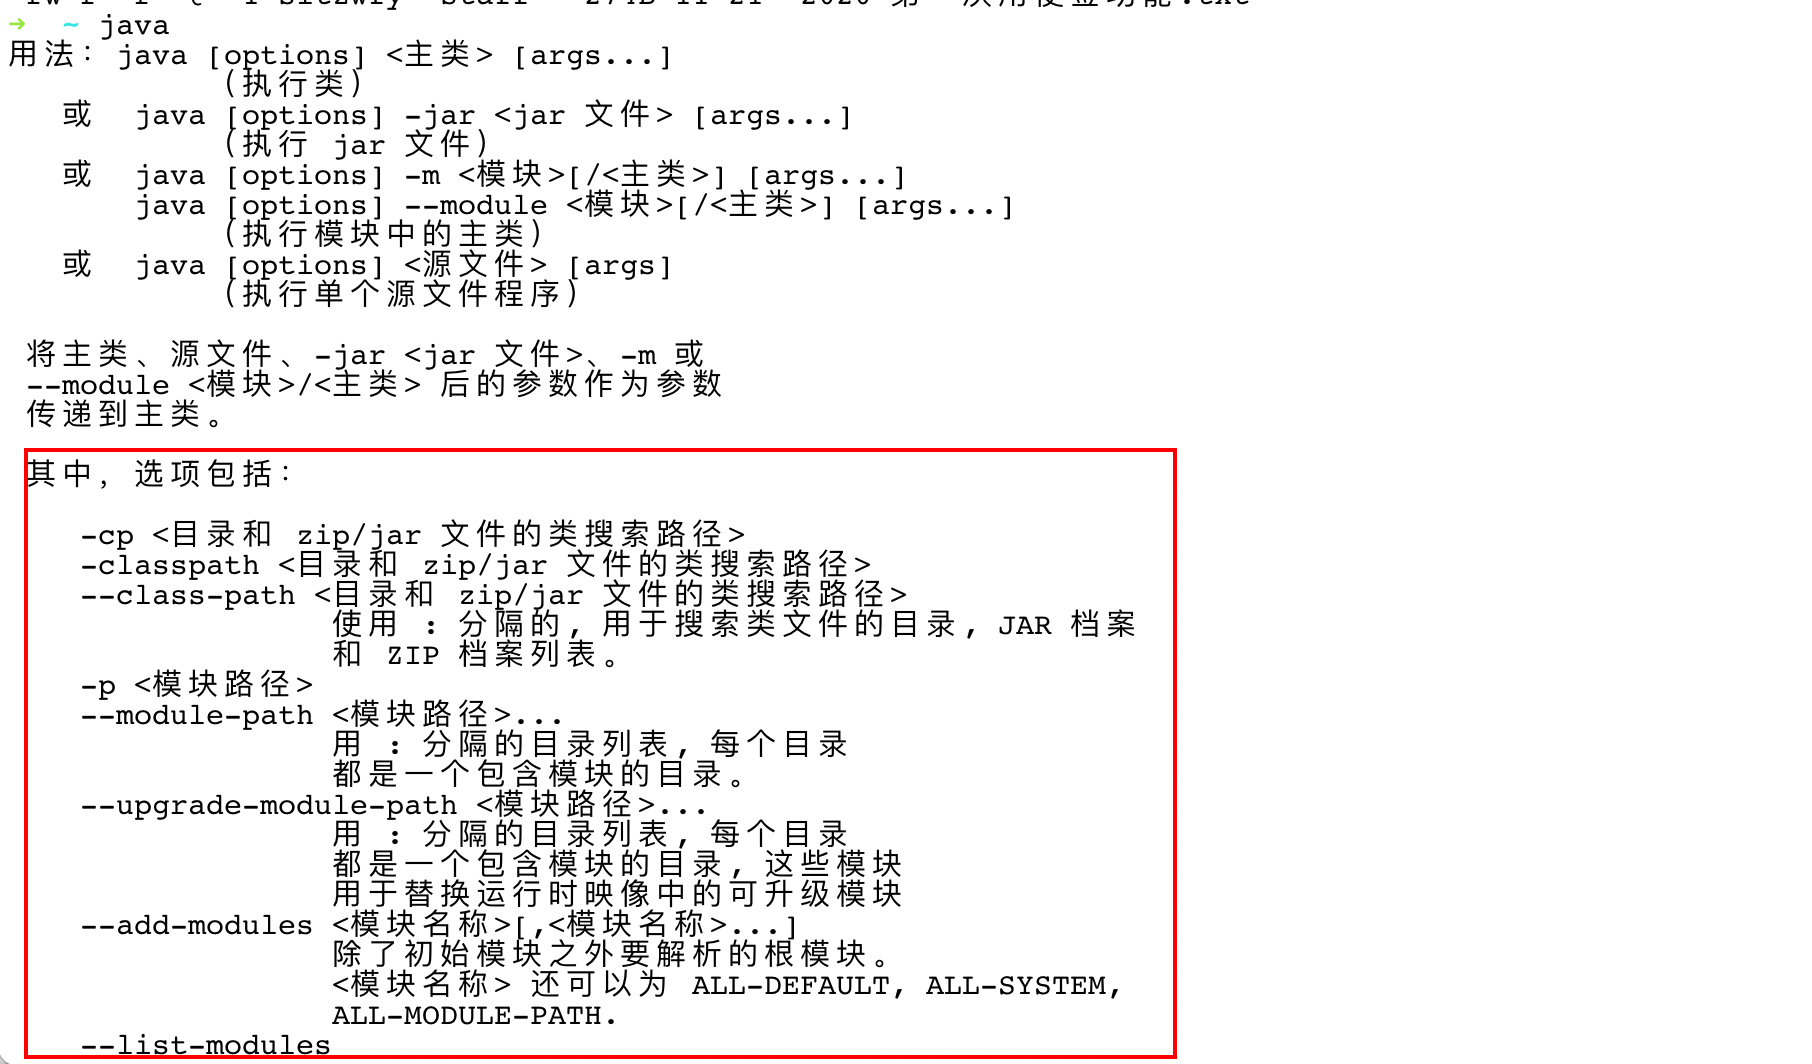 ➜  ~ java
用法：java [options] <主类> [args...]
（执行类）
或  java [options] -jar <jar 文件> [args...]
（执行 jar 文件）
或  java [options] -m <模块>[/<主类>] [args...]
java [options] --module <模块>[/<主类>] [args...]
（执行模块中的主类）
或  java [options] <源文件> [args]
（执行单个源文件程序）
将主类、源文件、-jar <jar 文件>、-m 或
--module <模块>/<主类> 后的参数作为参数
传递到主类。
其中，选项包括：
-cp <目录和 zip/jar 文件的类搜索路径>
-classpath <目录和 zip/jar 文件的类搜索路径>
--class-path <目录和 zip/jar 文件的类搜索路径>
使用 : 分隔的, 用于搜索类文件的目录, JAR 档案
和 ZIP 档案列表。
-p <模块路径>
--module-path <模块路径>...
用 : 分隔的目录列表, 每个目录
都是一个包含模块的目录。
--upgrade-module-path <模块路径>...
用 : 分隔的目录列表, 每个目录
都是一个包含模块的目录, 这些模块
用于替换运行时映像中的可升级模块
--add-modules <模块名称>[,<模块名称>...]
除了初始模块之外要解析的根模块。
<模块名称> 还可以为 ALL-DEFAULT, ALL-SYSTEM,
ALL-MODULE-PATH.
--list-modules